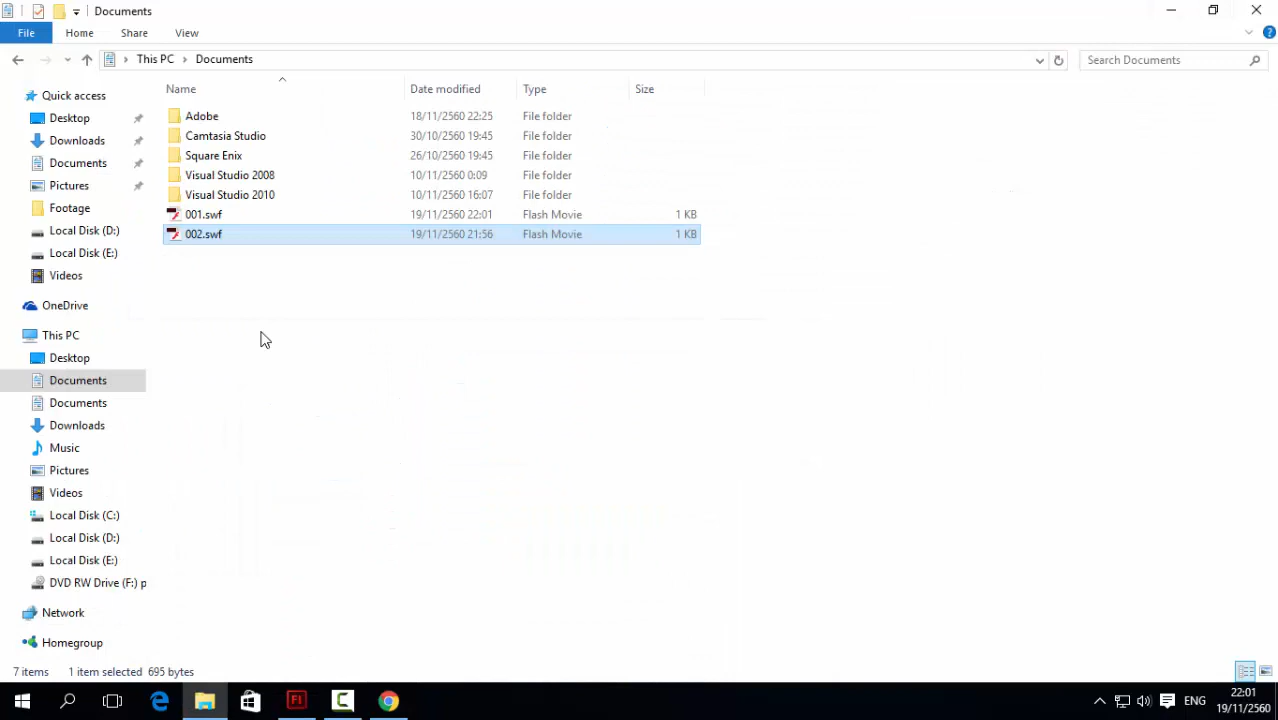 Documents
File Home Share View
This PC Documents
Search Documents
Name Date modified Type Size
Adobe 18/11/2560 22:25 File folder
Camtasia Studio 30/10/2560 19:45 File folder
Square Enix 26/10/2560 19:45 File folder
Visual Studio 2008 10/11/2560 0:09 File folder
Visual Studio 2010 10/11/2560 16:07 File folder
001.swf 19/11/2560 22:01 Flash Movie 1 KB
002.swf 19/11/2560 21:56 Flash Movie 1 KB
Quick access
Desktop
Downloads
Documents
Pictures
Footage
Local Disk (D:)
Local Disk (E:)
Videos
OneDrive
This PC
Desktop
Documents
Documents
Downloads
Music
Pictures
Videos
Local Disk (C:)
Local Disk (D:)
Local Disk (E:)
DVD RW Drive (F:) p
Network
Homegroup
7 items 1 item selected 695 bytes
Fl C ENG
22:01
19/11/2560